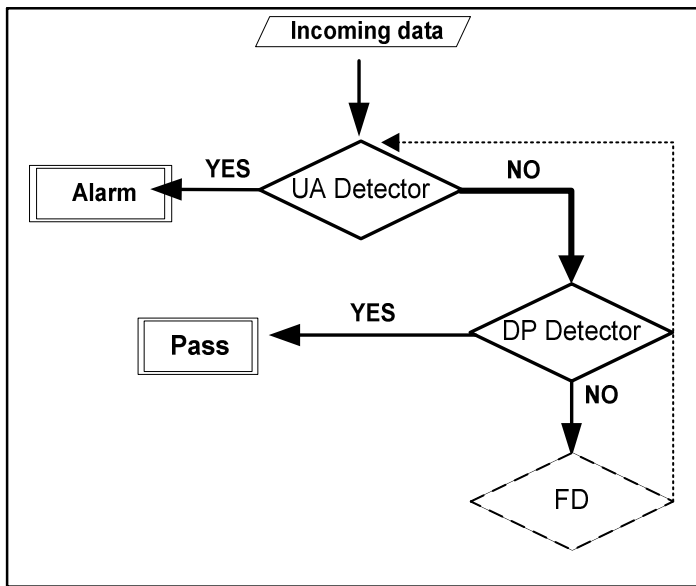 Incoming data
YES
NO
Alarm
UA Detector
YES
DP Detector
Pass
NO
FD